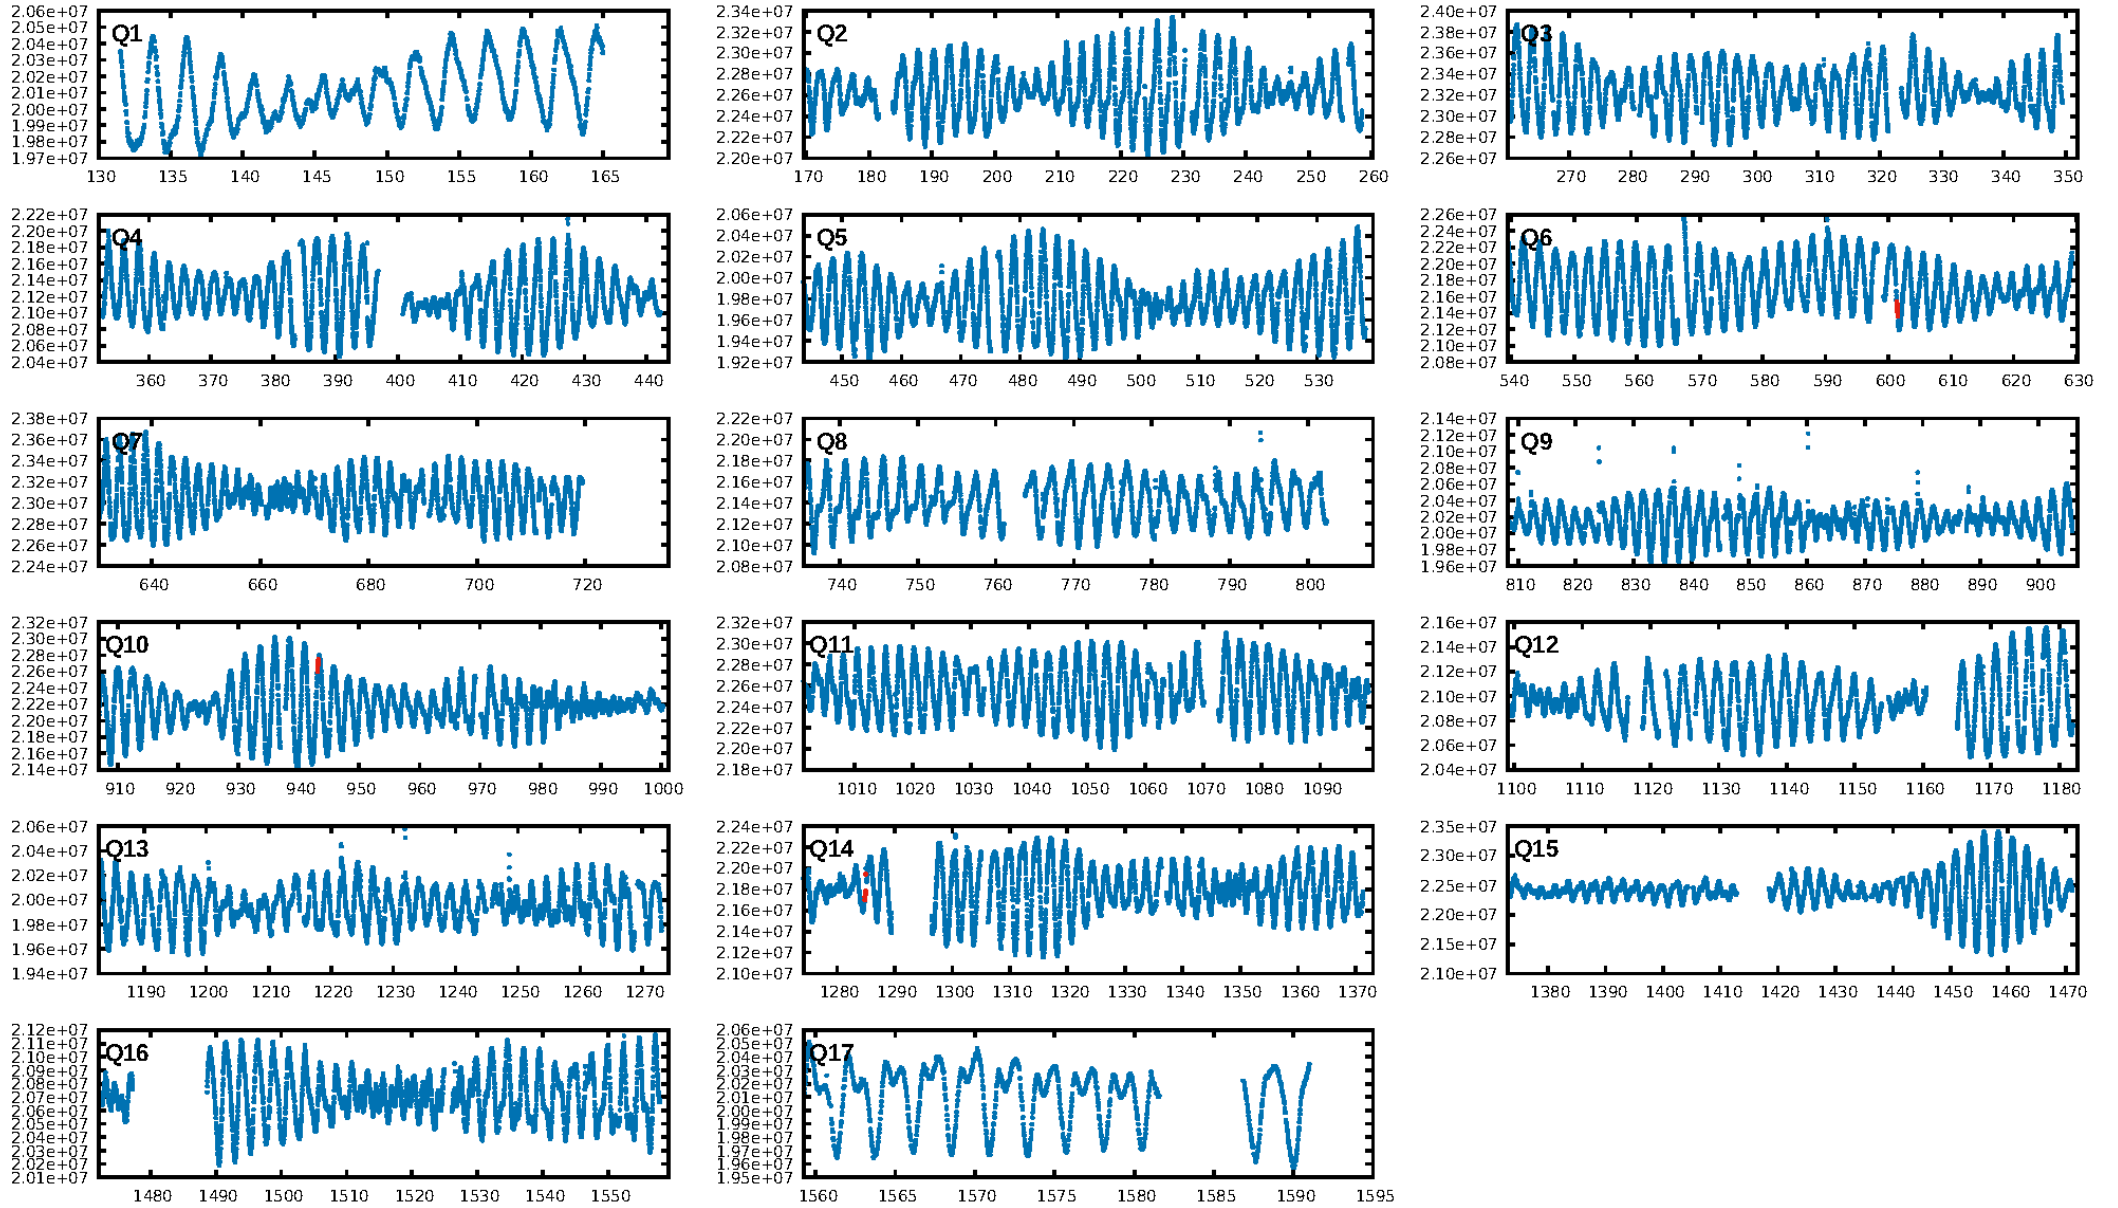 2.06e+07
2.05e+07
2.04e+07
2.03e+07
2.02e+07
2.01e+07
2.00e+07
1.99e+07
1.98e+07
1.97e+07
Q1
130 135 140 145 150 155 160 165
2.34e+07
2.32e+07
2.30e+07
2.28e+07
2.26e+07
2.24e+07
2.22e+07
2.20e+07
Q2
170 180 190 200 210 220 230 240 250 260
2.40e+07
2.38e+07
2.36e+07
2.34e+07
2.32e+07
2.30e+07
2.28e+07
2.26e+07
Q3
270 280 290 300 310 320 330 340 350
2.22e+07
2.20e+07
2.18e+07
2.16e+07
2.14e+07
2.12e+07
2.10e+07
2.08e+07
2.06e+07
2.04e+07
Q4
360 370 380 390 400 410 420 430 440
2.06e+07
2.04e+07
2.02e+07
2.00e+07
1.98e+07
1.96e+07
1.94e+07
1.92e+07
Q5
450 460 470 480 490 500 510 520 530
2.26e+07
2.24e+07
2.22e+07
2.20e+07
2.18e+07
2.16e+07
2.14e+07
2.12e+07
2.10e+07
2.08e+07
Q6
540 550 560 570 580 590 600 610 620 630
2.38e+07
2.36e+07
2.34e+07
2.32e+07
2.30e+07
2.28e+07
2.26e+07
2.24e+07
Q7
640 660 680 700 720
2.22e+07
2.20e+07
2.18e+07
2.16e+07
2.14e+07
2.12e+07
2.10e+07
2.08e+07
Q8
740 750 760 770 780 790 800
2.14e+07
2.12e+07
2.10e+07
2.08e+07
2.06e+07
2.04e+07
2.02e+07
2.00e+07
1.98e+07
1.96e+07
Q9
810 820 830 840 850 860 870 880 890 900
2.32e+07
2.30e+07
2.28e+07
2.26e+07
2.24e+07
2.22e+07
2.20e+07
2.18e+07
2.16e+07
2.14e+07
Q10
910 920 930 940 950 960 970 980 990 1000
2.32e+07
2.30e+07
2.28e+07
2.26e+07
2.24e+07
2.22e+07
2.20e+07
2.18e+07
Q11
1010 1020 1030 1040 1050 1060 1070 1080 1090
2.16e+07
2.14e+07
2.12e+07
2.10e+07
2.08e+07
2.06e+07
2.04e+07
Q12
1100 1110 1120 1130 1140 1150 1160 1170 1180
2.06e+07
2.04e+07
2.02e+07
2.00e+07
1.98e+07
1.96e+07
1.94e+07
Q13
1190 1200 1210 1220 1230 1240 1250 1260 1270
2.24e+07
2.22e+07
2.20e+07
2.18e+07
2.16e+07
2.14e+07
2.12e+07
2.10e+07
Q14
1280 1290 1300 1310 1320 1330 1340 1350 1360 1370
2.35e+07
2.30e+07
2.25e+07
2.20e+07
2.15e+07
2.10e+07
Q15
1380 1390 1400 1410 1420 1430 1440 1450 1460 1470
2.12e+07
2.11e+07
2.10e+07
2.09e+07
2.08e+07
2.07e+07
2.06e+07
2.05e+07
2.04e+07
2.03e+07
2.02e+07
2.01e+07
Q16
1480 1490 1500 1510 1520 1530 1540 1550
2.06e+07
2.05e+07
2.04e+07
2.03e+07
2.02e+07
2.01e+07
2.00e+07
1.99e+07
1.98e+07
1.97e+07
1.96e+07
1.95e+07
Q17
1560 1565 1570 1575 1580 1585 1590 1595